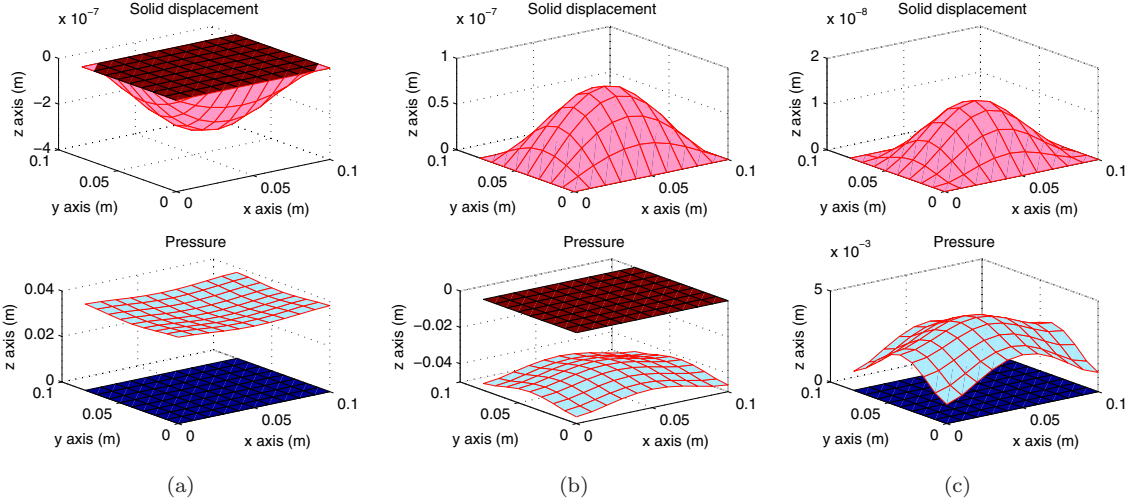 x 10⁻⁷
Solid displacement
0
−2
−4
z axis (m)
0.1
0.05
0
y axis (m)
0
0.05
0.1
x axis (m)
x 10⁻⁷
Solid displacement
1
0.5
0
z axis (m)
0.1
0.05
0
y axis (m)
0
0.05
0.1
x axis (m)
x 10⁻⁸
Solid displacement
2
1
0
z axis (m)
0.1
0.05
0
y axis (m)
0
0.05
0.1
x axis (m)
Pressure
0.04
0.02
0
z axis (m)
0.1
0.05
0
y axis (m)
0
0.05
0.1
x axis (m)
Pressure
0
−0.02
−0.04
z axis (m)
0.1
0.05
0
y axis (m)
0
0.05
0.1
x axis (m)
x 10⁻³
Pressure
5
0
z axis (m)
0.1
0.05
0
y axis (m)
0
0.05
0.1
x axis (m)
(a)
(b)
(c)